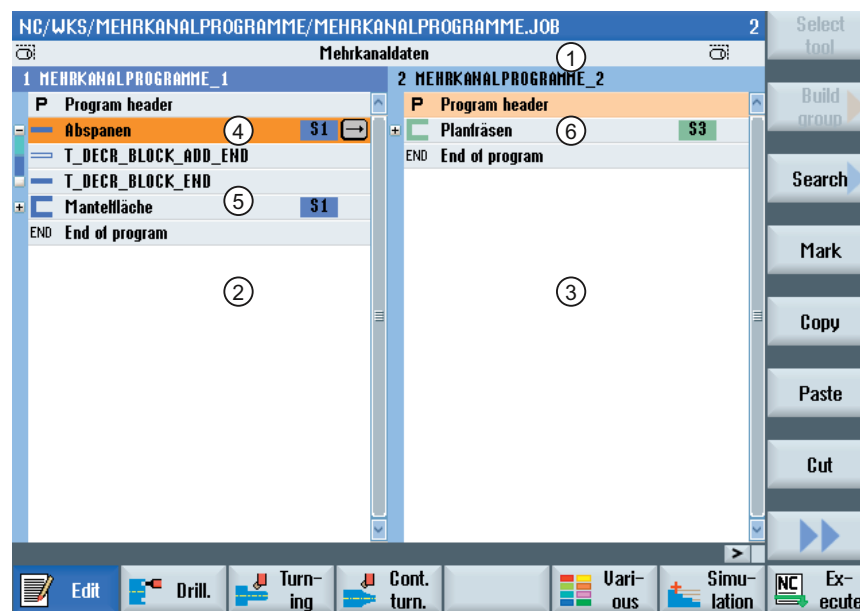 NC/WKS/MEHRKANALPROGRAMME/MEHRKANALPROGRAMME.JOB 2
Mehrkanaldaten 1
1 MEHRKANALPROGRAMME_1
P Program header
Abspanen 4 S1
T_DECR_BLOCK_ADD_END
T_DECR_BLOCK_END
Mantelfläche 5 S1
END End of program
2
2 MEHRKANALPROGRAMME_2
P Program header
Planfräsen 6 S3
END End of program
3
Select tool
Build group
Search
Mark
Copy
Paste
Cut
Edit
Drill.
Turn-
ing
Cont.
turn.
Vari-
ous
Simu-
lation
NC Ex-
ecute